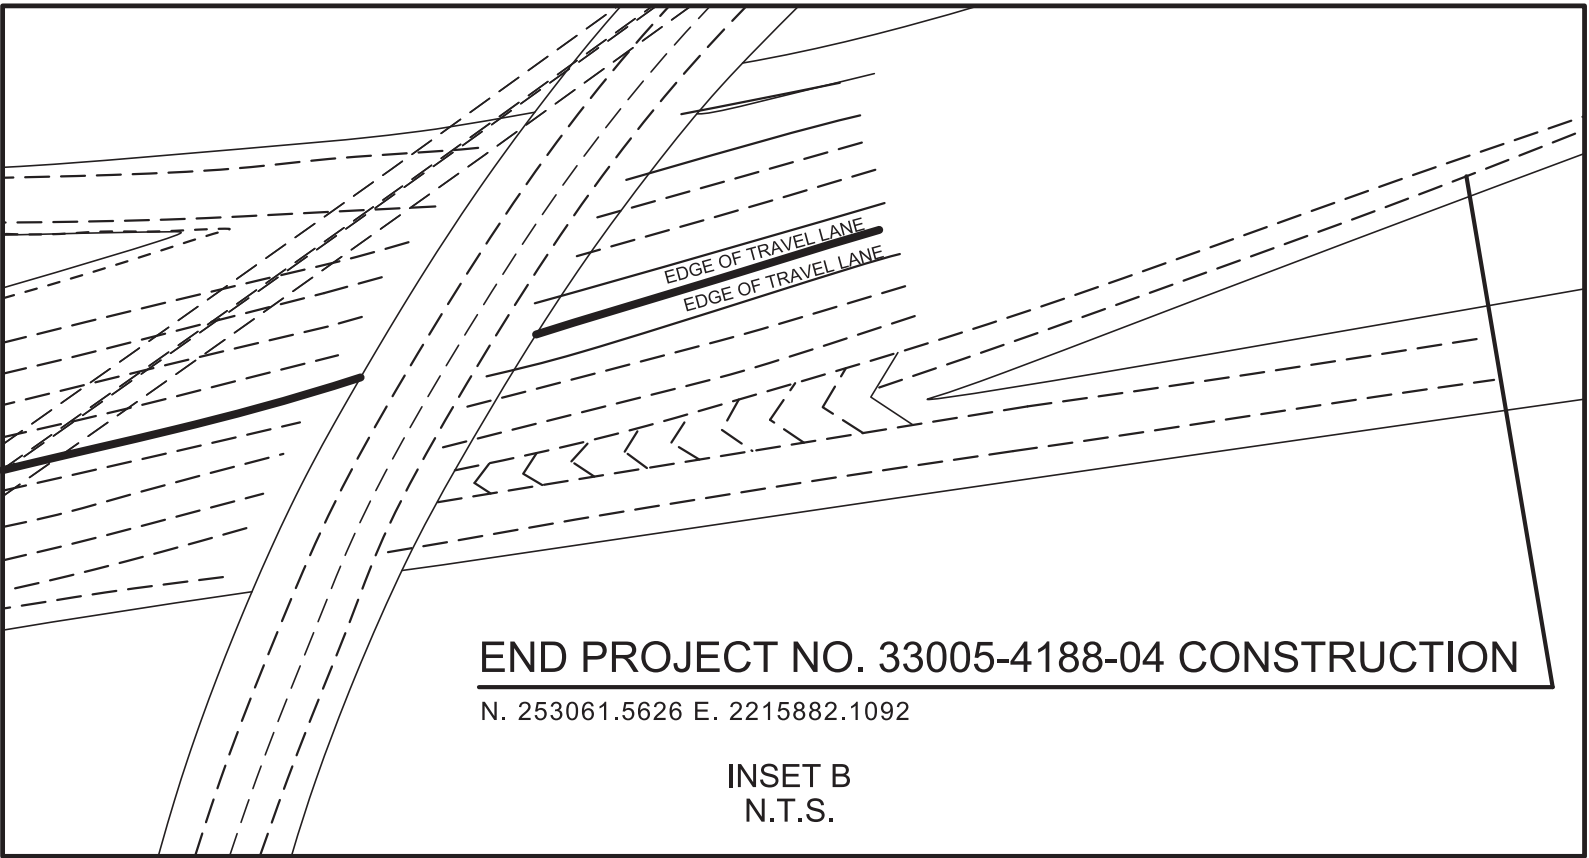 EDGE OF TRAVEL LANE
EDGE OF TRAVEL LANE
END PROJECT NO. 33005-4188-04 CONSTRUCTION
N. 253061.5626 E. 2215882.1092
INSET B
N.T.S.